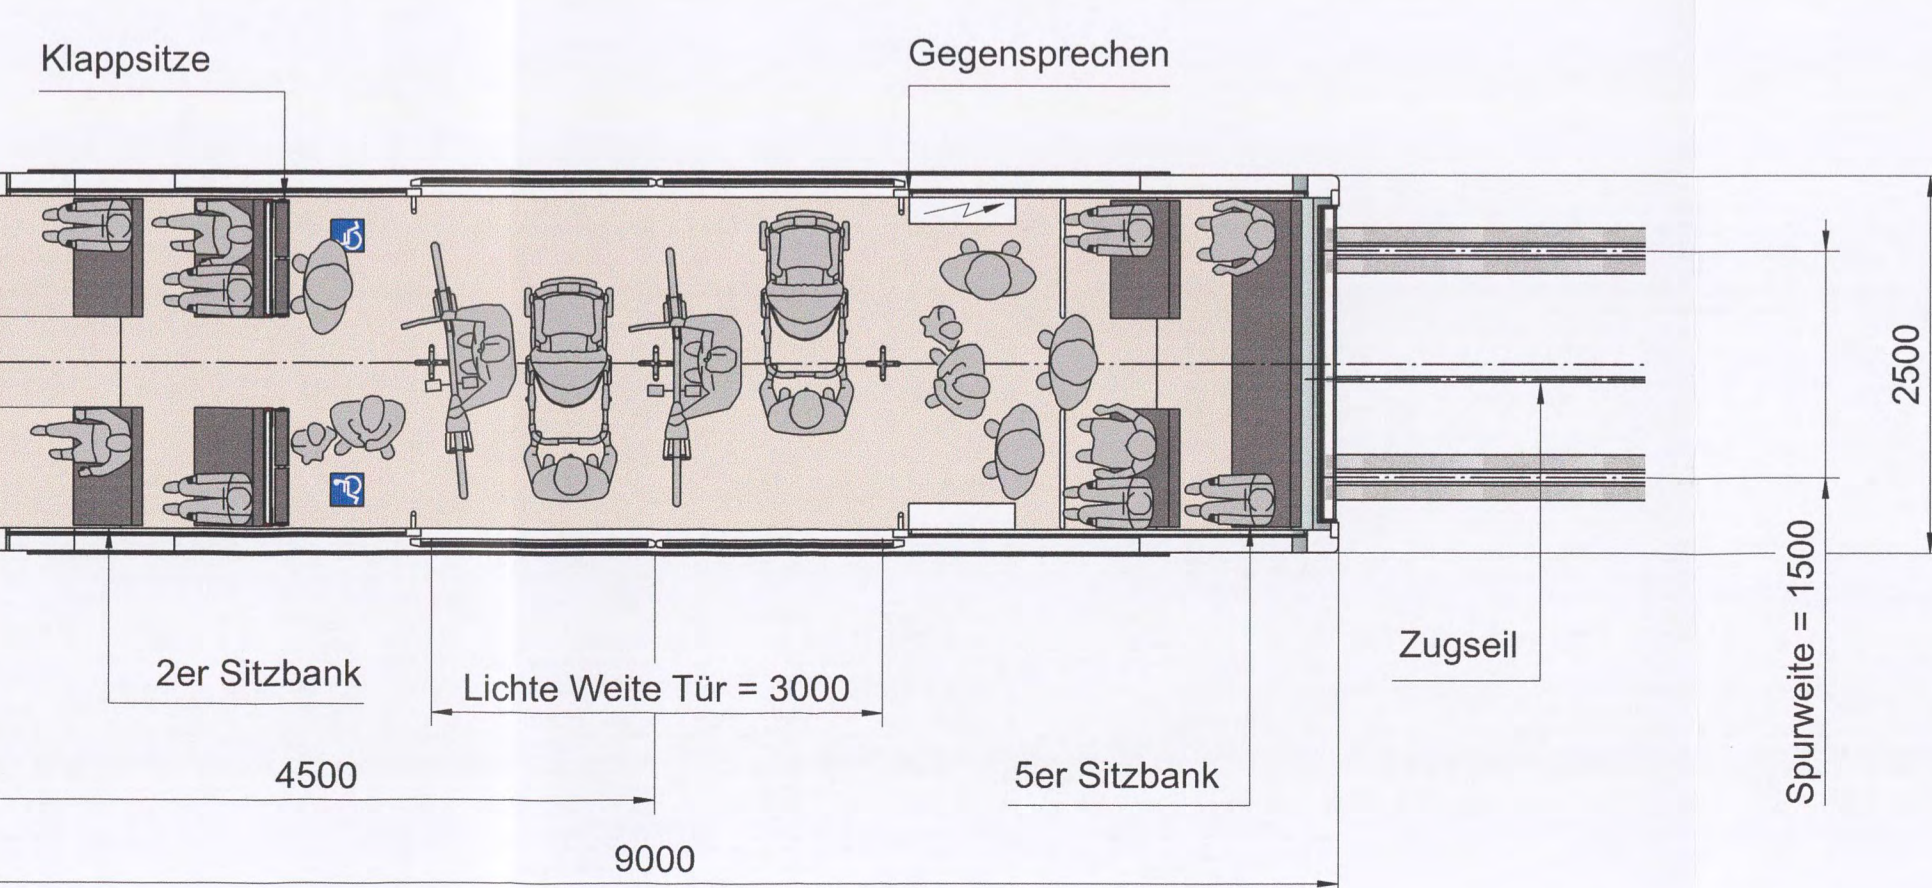 Klappsitze
Gegensprechen
2500
Spurweite = 1500
Zugseil
2er Sitzbank
Lichte Weite Tür = 3000
4500
5er Sitzbank
9000